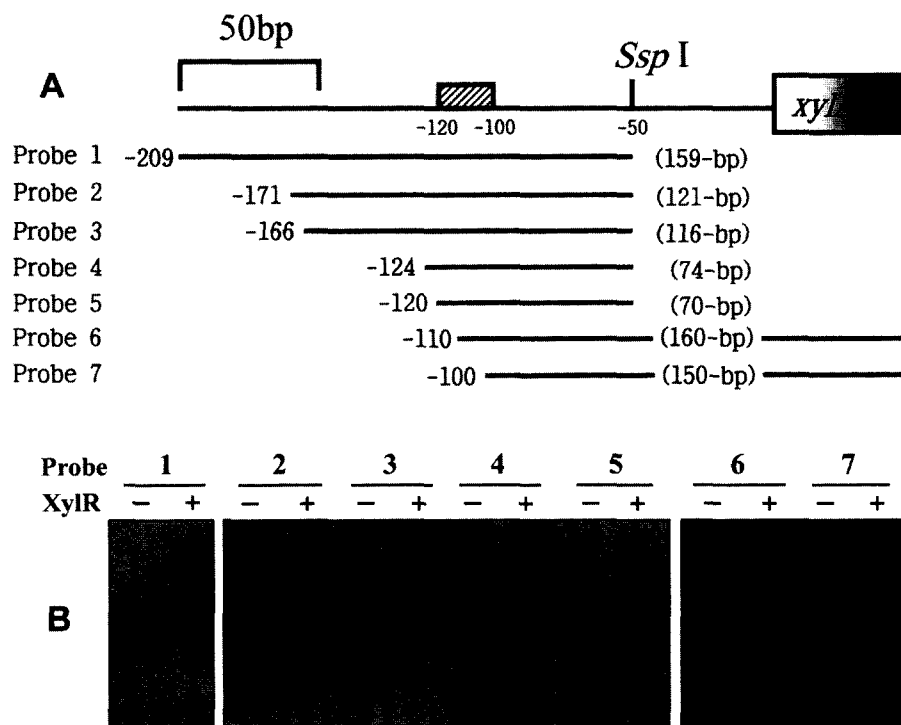 50bp
A
Ssp I
-120 -100 -50
xyl
Probe 1 -209 (159-bp)
Probe 2 -171 (121-bp)
Probe 3 -166 (116-bp)
Probe 4 -124 (74-bp)
Probe 5 -120 (70-bp)
Probe 6 -110 (160-bp)
Probe 7 -100 (150-bp)
Probe 1 2 3 4 5 6 7
XylR − + − + − + − + − + − + − +
B